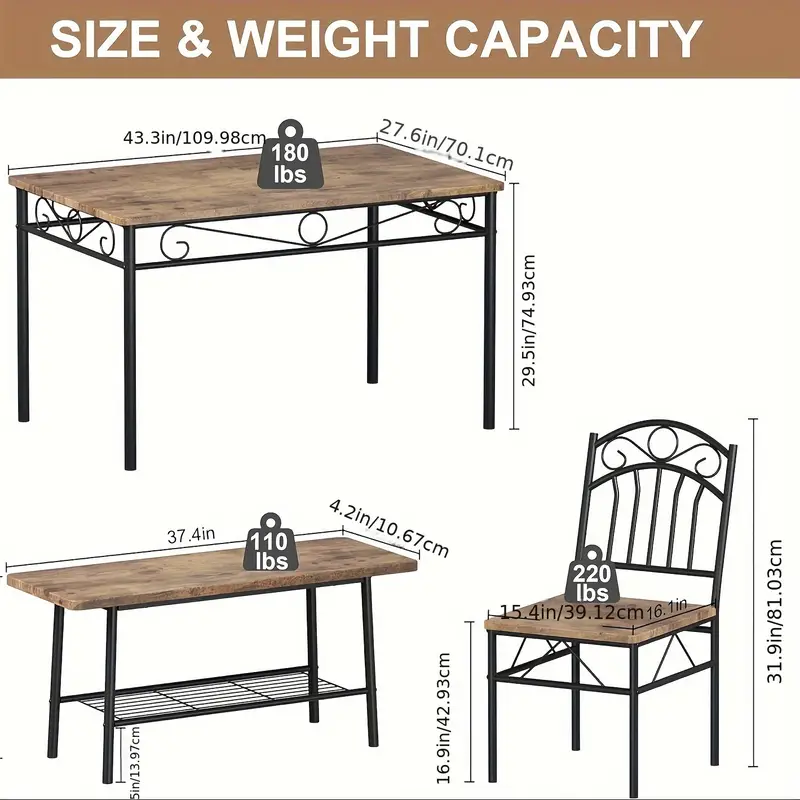 SIZE & WEIGHT CAPACITY
43.3in/109.98cm
27.6in/70.1cm
180
lbs
29.5in/74.93cm
37.4in
4.2in/10.67cm
110
lbs
5in/13.97cm
220
lbs
15.4in/39.12cm
16.1in
16.9in/42.93cm
31.9in/81.03cm